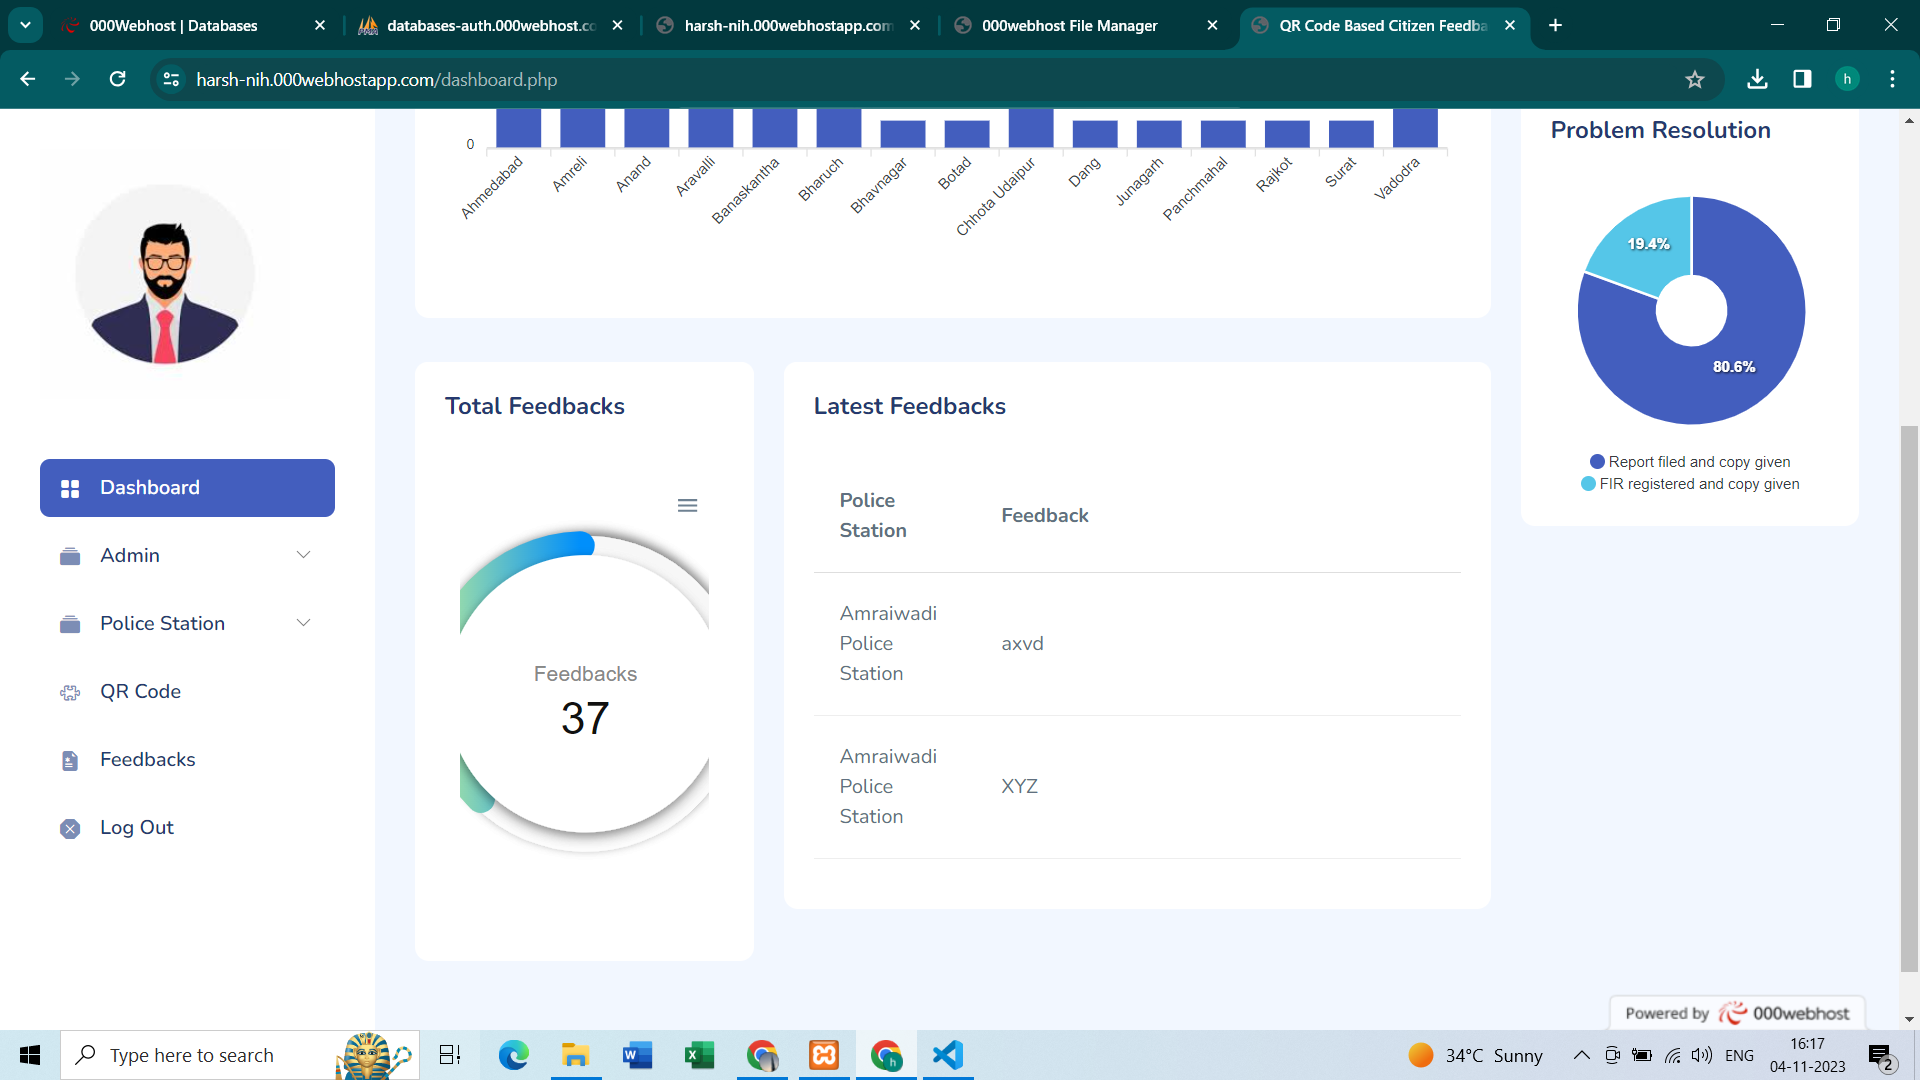 000Webhost | Databases
databases-auth.000webhost.co
harsh-nih.000webhostapp.com
000webhost File Manager
QR Code Based Citizen Feedba
harsh-nih.000webhostapp.com/dashboard.php
h
0
Ahmedabad
Amreli
Anand
Aravalli
Banaskantha
Bharuch
Bhavnagar
Botad
Chhota Udaipur
Dang
Junagarh
Panchmahal
Rajkot
Surat
Vadodra
Problem Resolution
19.4%
80.6%
Report filed and copy given
FIR registered and copy given
Dashboard
Admin
Police Station
QR Code
Feedbacks
Log Out
Total Feedbacks
Feedbacks
37
Latest Feedbacks
Police
Station
Feedback
Amraiwadi
Police
Station
axvd
Amraiwadi
Police
Station
XYZ
Powered by 000webhost
Type here to search
34°C Sunny
ENG
16:17
04-11-2023
2